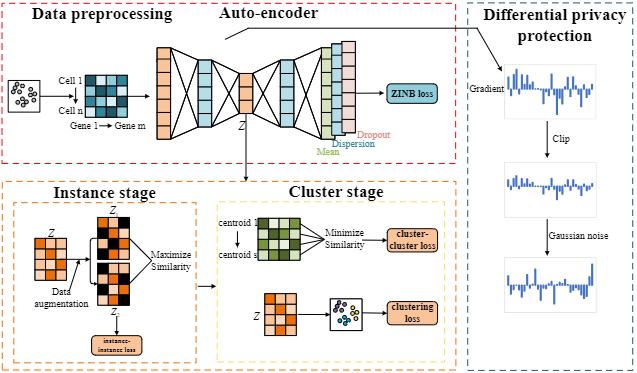 Data preprocessing
Auto-encoder
Differential privacy
protection
Cell 1
Cell n
Gene 1
Gene m
Z
ZINB loss
Dropout
Dispersion
Mean
Gradient
Clip
Gaussian noise
Instance stage
Cluster stage
Z
Z
Data
augmentation
Maximize
Similarity
Z
instance-
instance loss
centroid 1
centroid s
Minimize
Similarity
cluster-
cluster loss
Z
clustering
loss